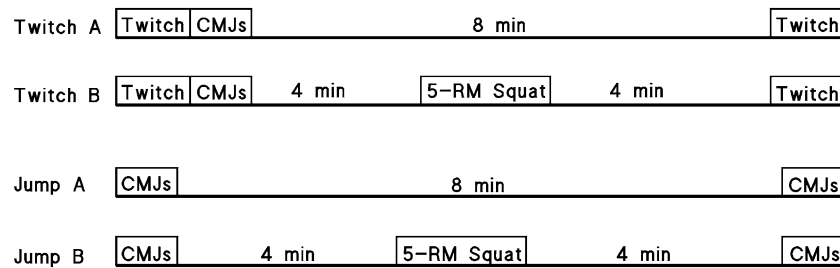 Twitch A Twitch CMJs 8 min Twitch
Twitch B Twitch CMJs 4 min 5-RM Squat 4 min Twitch
Jump A CMJs 8 min CMJs
Jump B CMJs 4 min 5-RM Squat 4 min CMJs